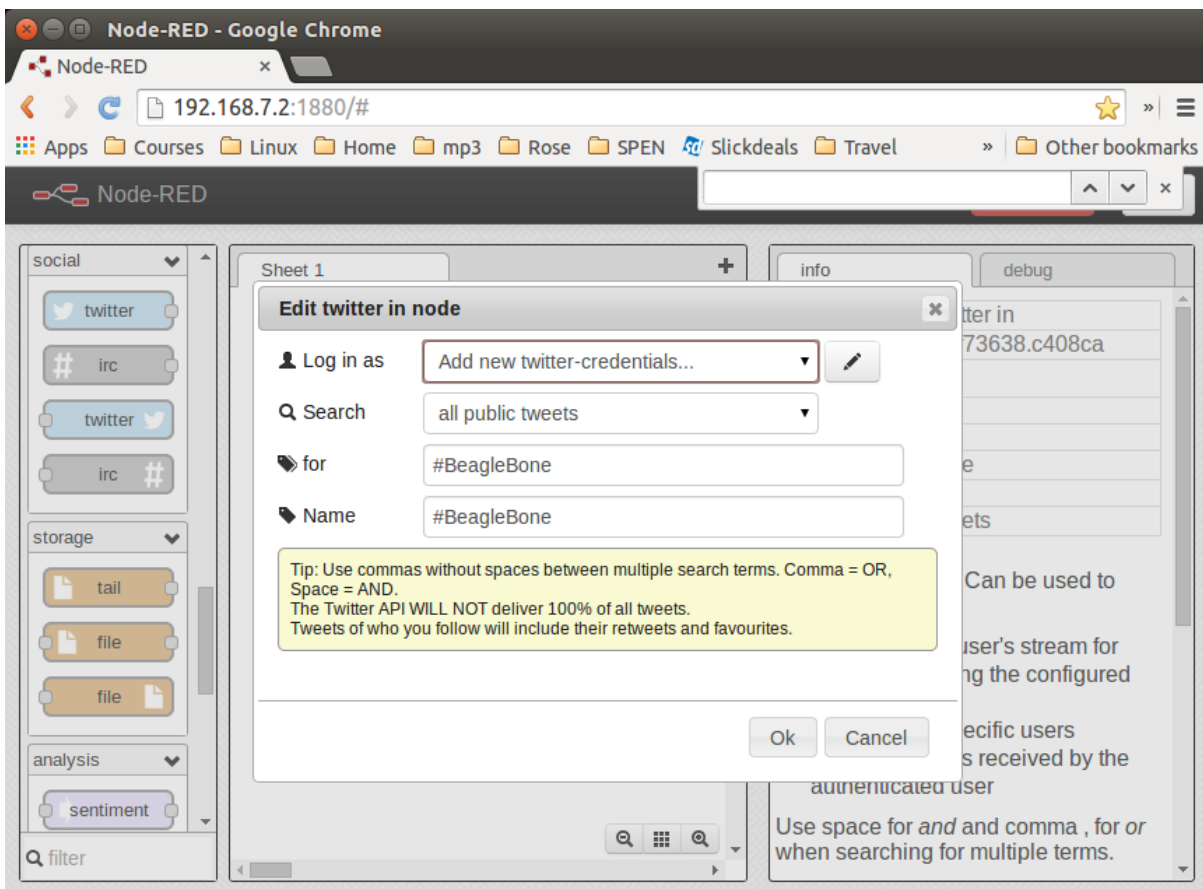 Node-RED - Google Chrome
Node-RED
192.168.7.2:1880/#
Apps Courses Linux Home mp3 Rose SPEN Slickdeals Travel » Other bookmarks
Node-RED
social
twitter
irc
twitter
irc
storage
tail
file
file
analysis
sentiment
filter
Sheet 1
Edit twitter in node
Log in as Add new twitter-credentials...
Search all public tweets
for #BeagleBone
Name #BeagleBone
Tip: Use commas without spaces between multiple search terms. Comma = OR,
Space = AND.
The Twitter API WILL NOT deliver 100% of all tweets.
Tweets of who you follow will include their retweets and favourites.
Ok Cancel
info debug
tter in
73638.c408ca
e
ets
Can be used to
user's stream for
ng the configured
ecific users
s received by the
authenticated user
Use space for and and comma , for or
when searching for multiple terms.